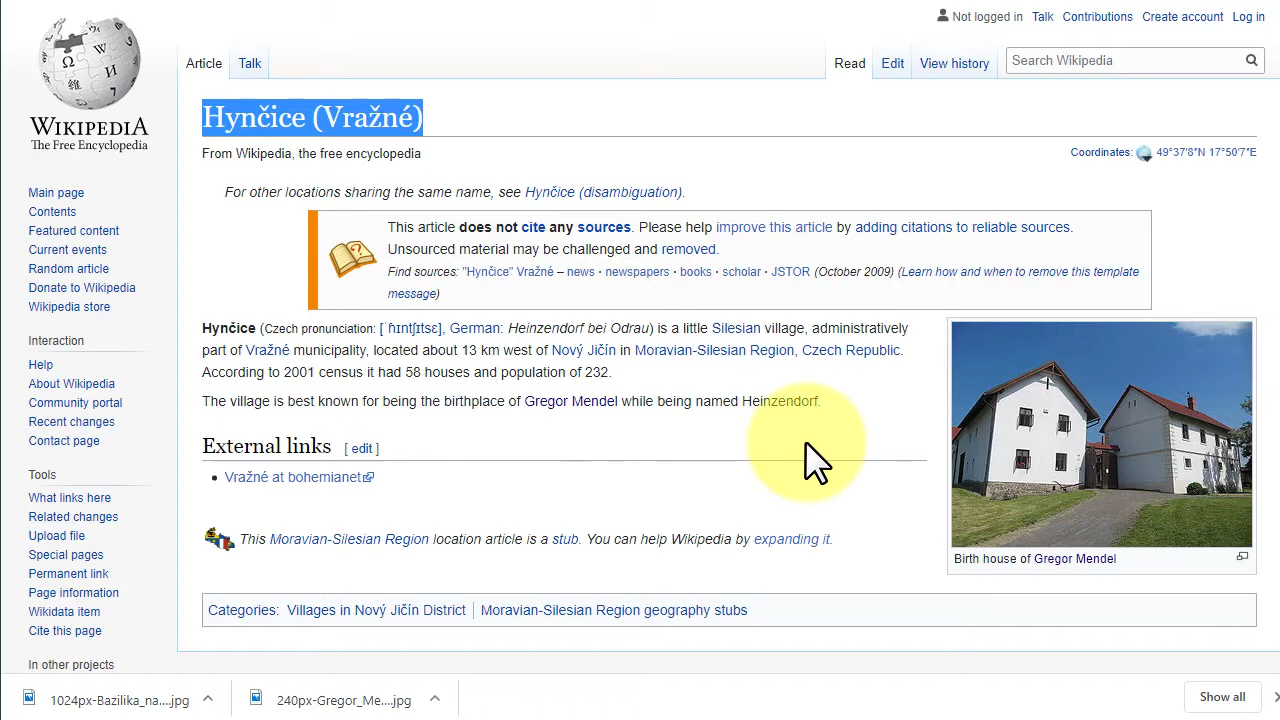 Not logged in Talk Contributions Create account Log in
Article Talk Read Edit View history Search Wikipedia
WIKIPEDIA
The Free Encyclopedia
Main page
Contents
Featured content
Current events
Random article
Donate to Wikipedia
Wikipedia store
Interaction
Help
About Wikipedia
Community portal
Recent changes
Contact page
Tools
What links here
Related changes
Upload file
Special pages
Permanent link
Page information
Wikidata item
Cite this page
In other projects
Hynčice (Vražné)
From Wikipedia, the free encyclopedia
Coordinates: 49°37′8″N 17°50′7″E
For other locations sharing the same name, see Hynčice (disambiguation).
This article does not cite any sources. Please help improve this article by adding citations to reliable sources.
Unsourced material may be challenged and removed.
Find sources: "Hynčice" Vražné – news · newspapers · books · scholar · JSTOR (October 2009) (Learn how and when to remove this template
message)
Hynčice (Czech pronunciation: [ˈɦɪntʃɪtsɛ], German: Heinzendorf bei Odrau) is a little Silesian village, administratively
part of Vražné municipality, located about 13 km west of Nový Jičín in Moravian-Silesian Region, Czech Republic.
According to 2001 census it had 58 houses and population of 232.
The village is best known for being the birthplace of Gregor Mendel while being named Heinzendorf.
External links [ edit ]
Vražné at bohemianet
Birth house of Gregor Mendel
This Moravian-Silesian Region location article is a stub. You can help Wikipedia by expanding it.
Categories: Villages in Nový Jičín District | Moravian-Silesian Region geography stubs
1024px-Bazilika_na....jpg 240px-Gregor_Me....jpg Show all